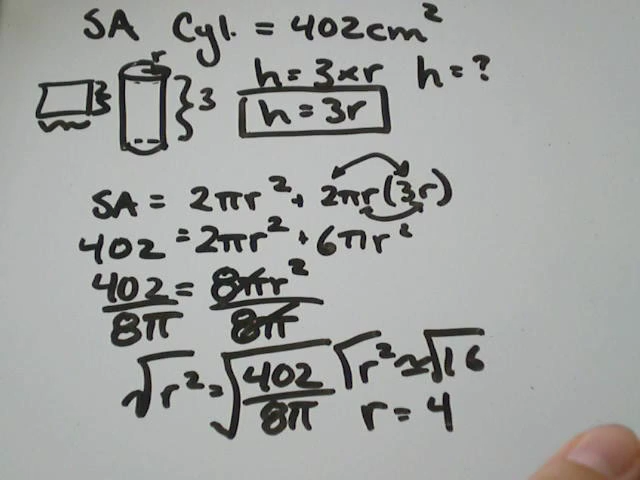 SA Cyl. = 402cm²
r
h = 3×r h = ?
3
h = 3r
SA = 2πr² + 2πr(3r)
402 = 2πr² + 6πr²
402/8π = 8πr²/8π
√r² = √402/8π √r² ≈ √16
r = 4